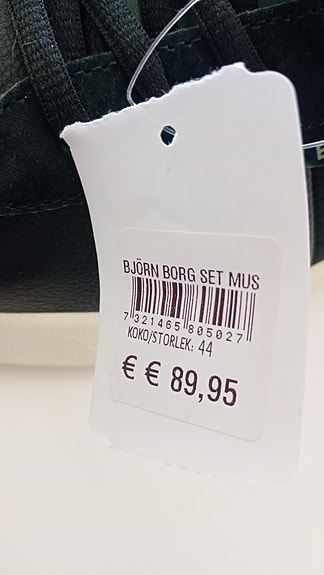 BJÖRN BORG SET MUS
7 321465 805027
KOKO/STORLEK: 44
€ € 89,95